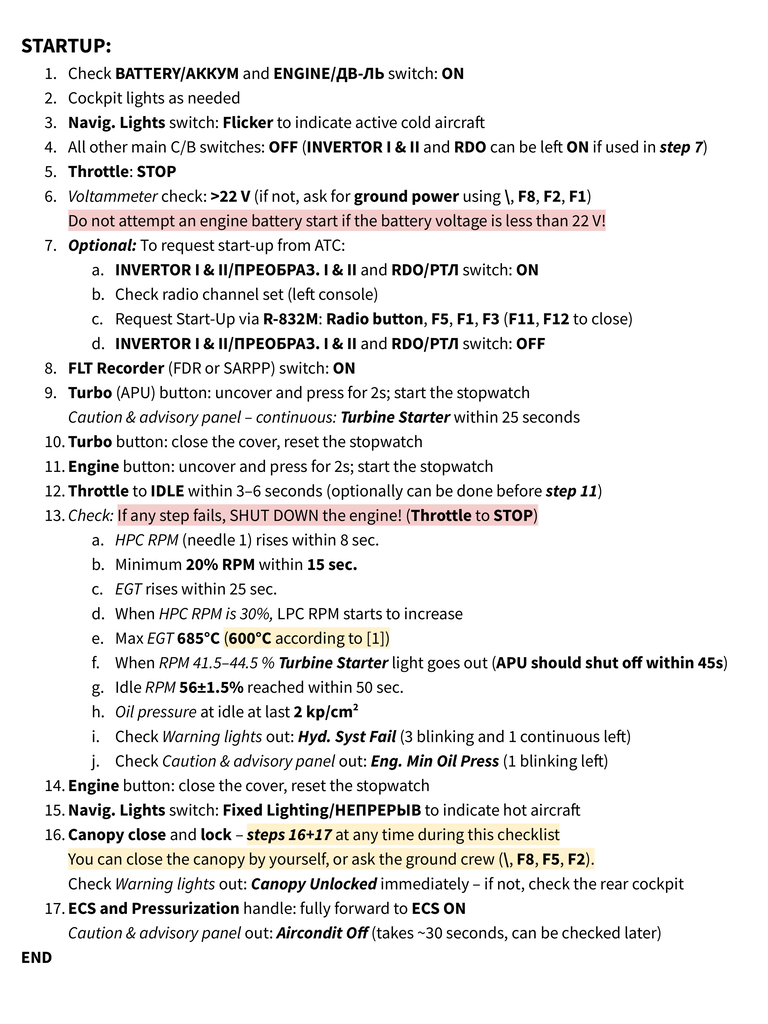 STARTUP:
1. Check BATTERY/АККУМ and ENGINE/ДВ-ЛЬ switch: ON
2. Cockpit lights as needed
3. Navig. Lights switch: Flicker to indicate active cold aircraft
4. All other main C/B switches: OFF (INVERTOR I & II and RDO can be left ON if used in step 7)
5. Throttle: STOP
6. Voltammeter check: >22 V (if not, ask for ground power using \, F8, F2, F1)
Do not attempt an engine battery start if the battery voltage is less than 22 V!
7. Optional: To request start-up from ATC:
a. INVERTOR I & II/ПРЕОБРАЗ. I & II and RDO/РТЛ switch: ON
b. Check radio channel set (left console)
c. Request Start-Up via R-832M: Radio button, F5, F1, F3 (F11, F12 to close)
d. INVERTOR I & II/ПРЕОБРАЗ. I & II and RDO/РТЛ switch: OFF
8. FLT Recorder (FDR or SARPP) switch: ON
9. Turbo (APU) button: uncover and press for 2s; start the stopwatch
Caution & advisory panel – continuous: Turbine Starter within 25 seconds
10. Turbo button: close the cover, reset the stopwatch
11. Engine button: uncover and press for 2s; start the stopwatch
12. Throttle to IDLE within 3–6 seconds (optionally can be done before step 11)
13. Check: If any step fails, SHUT DOWN the engine! (Throttle to STOP)
a. HPC RPM (needle 1) rises within 8 sec.
b. Minimum 20% RPM within 15 sec.
c. EGT rises within 25 sec.
d. When HPC RPM is 30%, LPC RPM starts to increase
e. Max EGT 685°C (600°C according to [1])
f. When RPM 41.5–44.5 % Turbine Starter light goes out (APU should shut off within 45s)
g. Idle RPM 56±1.5% reached within 50 sec.
h. Oil pressure at idle at last 2 kp/cm²
i. Check Warning lights out: Hyd. Syst Fail (3 blinking and 1 continuous left)
j. Check Caution & advisory panel out: Eng. Min Oil Press (1 blinking left)
14. Engine button: close the cover, reset the stopwatch
15. Navig. Lights switch: Fixed Lighting/НЕПРЕРЫВ to indicate hot aircraft
16. Canopy close and lock – steps 16+17 at any time during this checklist
You can close the canopy by yourself, or ask the ground crew (\, F8, F5, F2).
Check Warning lights out: Canopy Unlocked immediately – if not, check the rear cockpit
17. ECS and Pressurization handle: fully forward to ECS ON
Caution & advisory panel out: Aircondit Off (takes ~30 seconds, can be checked later)
END